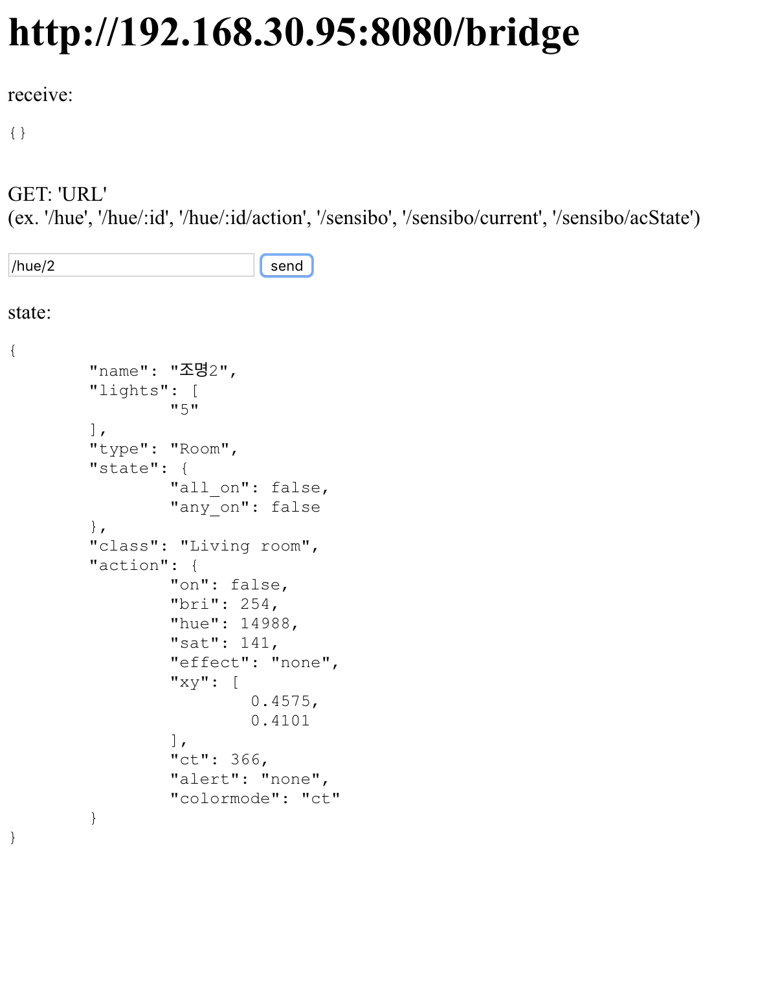 http://192.168.30.95:8080/bridge
receive:
{}
GET: 'URL'
(ex. '/hue', '/hue/:id', '/hue/:id/action', '/sensibo', '/sensibo/current', '/sensibo/acState')
/hue/2 send
state:
{
"name": "조명2",
"lights": [
"5"
],
"type": "Room",
"state": {
"all_on": false,
"any_on": false
},
"class": "Living room",
"action": {
"on": false,
"bri": 254,
"hue": 14988,
"sat": 141,
"effect": "none",
"xy": [
0.4575,
0.4101
],
"ct": 366,
"alert": "none",
"colormode": "ct"
}
}